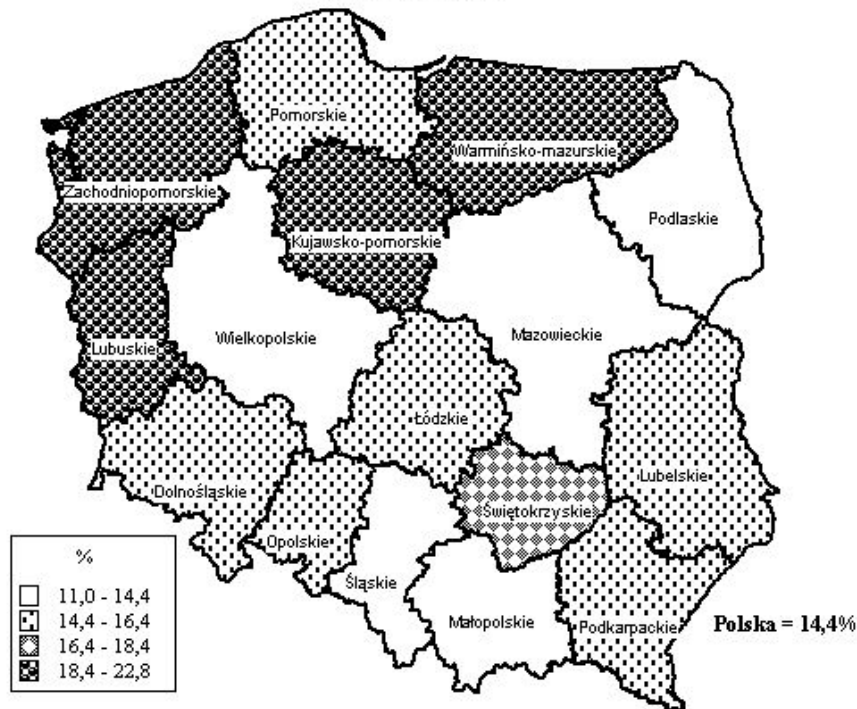 Pomorskie
Warmińsko-mazurskie
Zachodniopomorskie
Podlaskie
Kujawsko-pomorskie
Wielkopolskie
Mazowieckie
Lubuskie
Łódzkie
Lubelskie
Dolnośląskie
Świętokrzyskie
Opolskie
Śląskie
Małopolskie
Podkarpackie
Polska = 14,4%
%
11,0 - 14,4
14,4 - 16,4
16,4 - 18,4
18,4 - 22,8